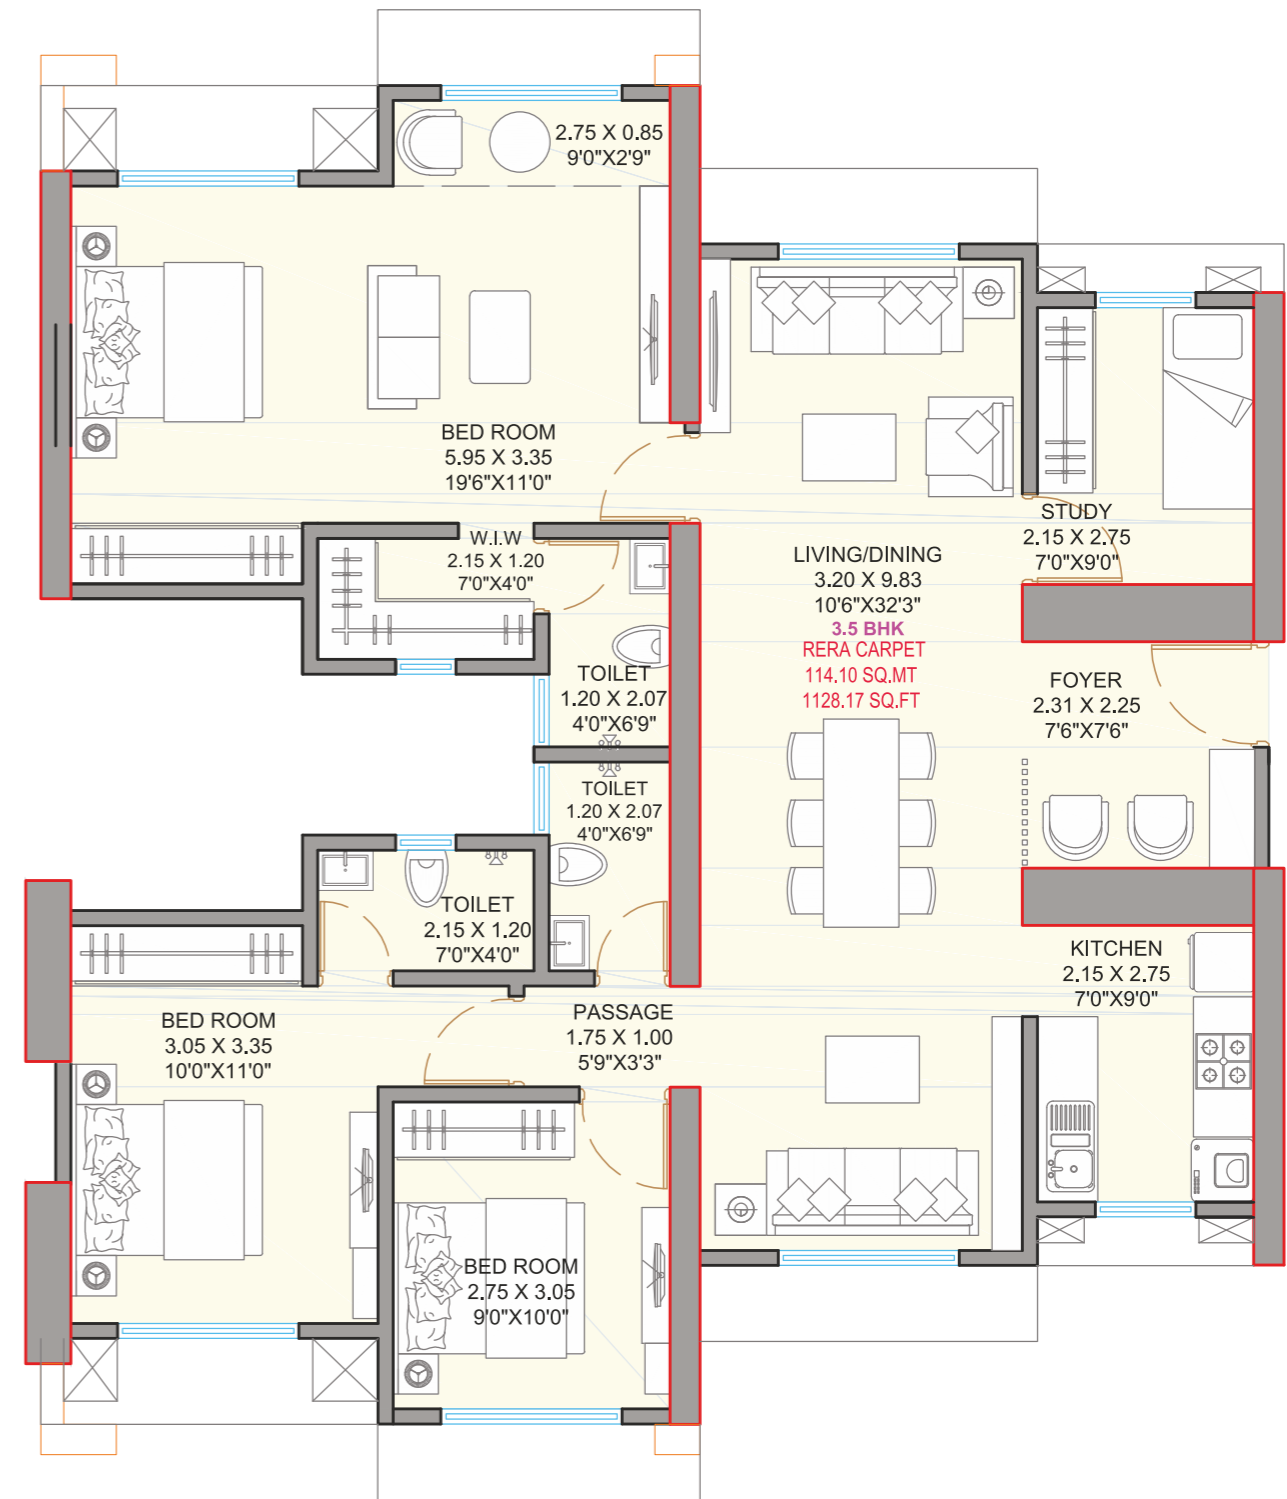 2.75 X 0.85
9'0"X2'9"
BED ROOM
5.95 X 3.35
19'6"X11'0"
W.I.W
2.15 X 1.20
7'0"X4'0"
STUDY
2.15 X 2.75
7'0"X9'0"
LIVING/DINING
3.20 X 9.83
10'6"X32'3"
3.5 BHK
RERA CARPET
114.10 SQ.MT
1128.17 SQ.FT
TOILET
1.20 X 2.07
4'0"X6'9"
FOYER
2.31 X 2.25
7'6"X7'6"
TOILET
1.20 X 2.07
4'0"X6'9"
TOILET
2.15 X 1.20
7'0"X4'0"
KITCHEN
2.15 X 2.75
7'0"X9'0"
BED ROOM
3.05 X 3.35
10'0"X11'0"
PASSAGE
1.75 X 1.00
5'9"X3'3"
BED ROOM
2.75 X 3.05
9'0"X10'0"